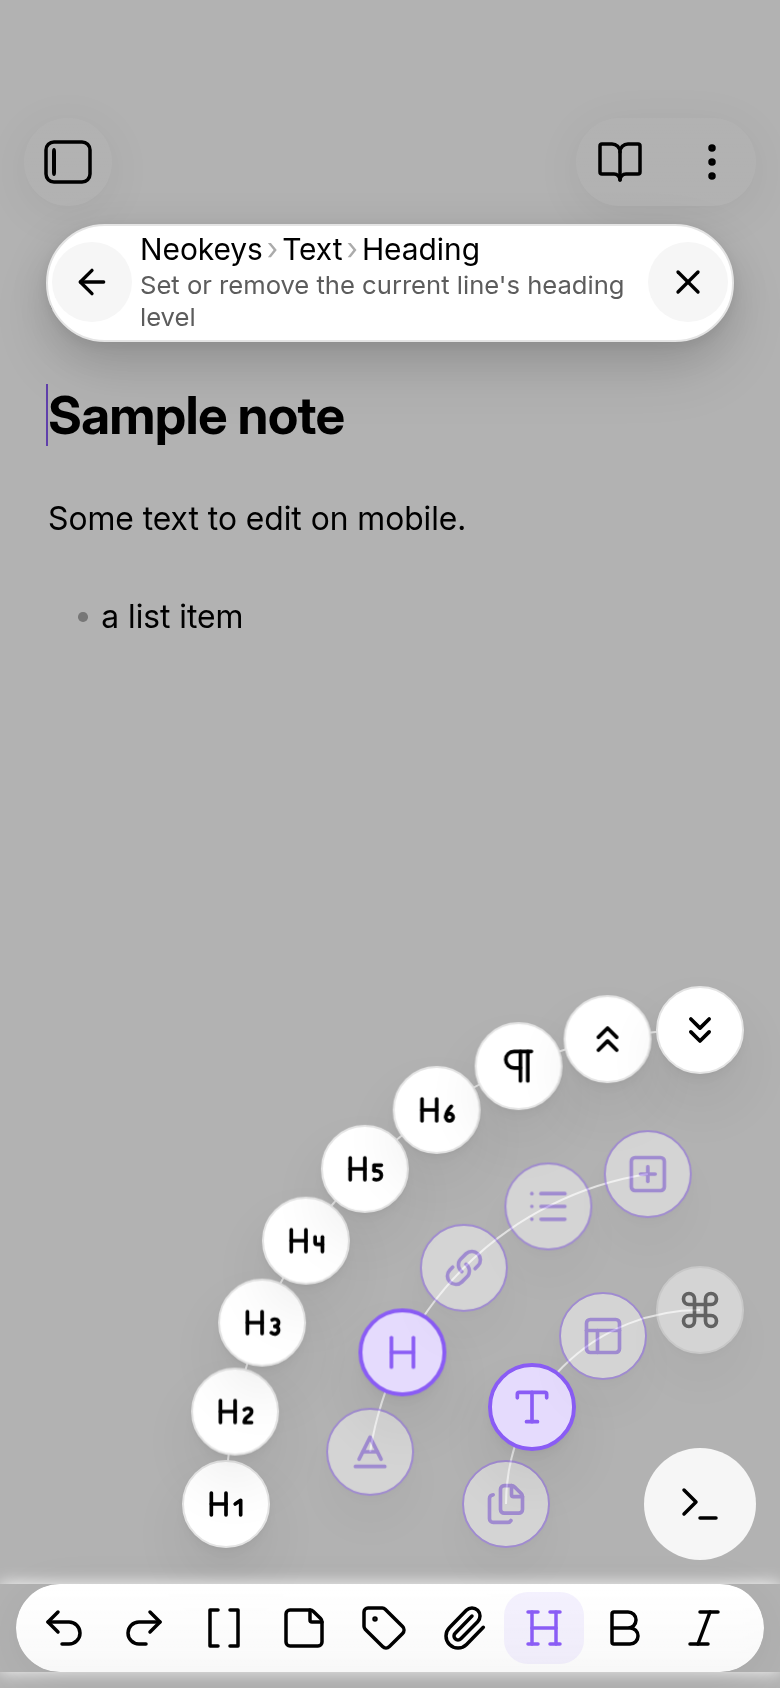 Neokeys › Text › Heading
Set or remove the current line's heading
level
Sample note
Some text to edit on mobile.
a list item
¶
H6
H5
H4
H3
H
H2
T
A
H1
H B I